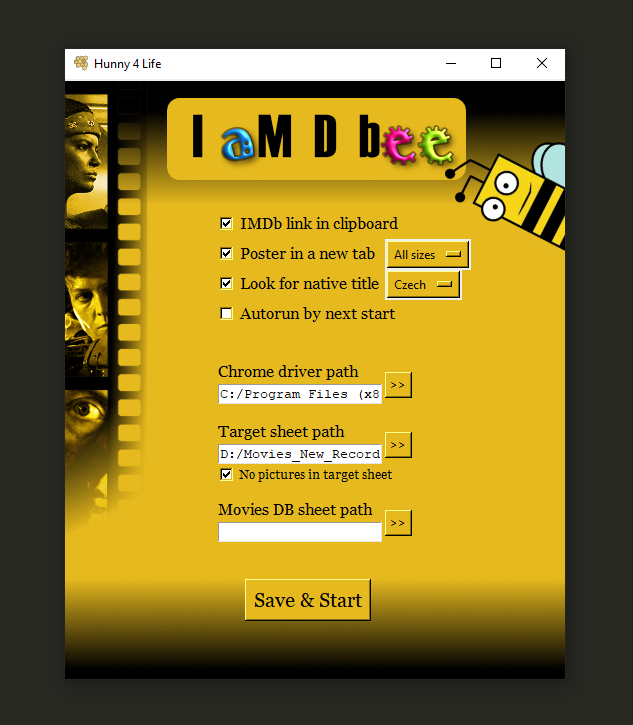 Hunny 4 Life
I aM D bee
IMDb link in clipboard
Poster in a new tab All sizes
Look for native title Czech
Autorun by next start
Chrome driver path
C:/Program Files (x8 >>
Target sheet path
D:/Movies_New_Record >>
No pictures in target sheet
Movies DB sheet path
>>
Save & Start